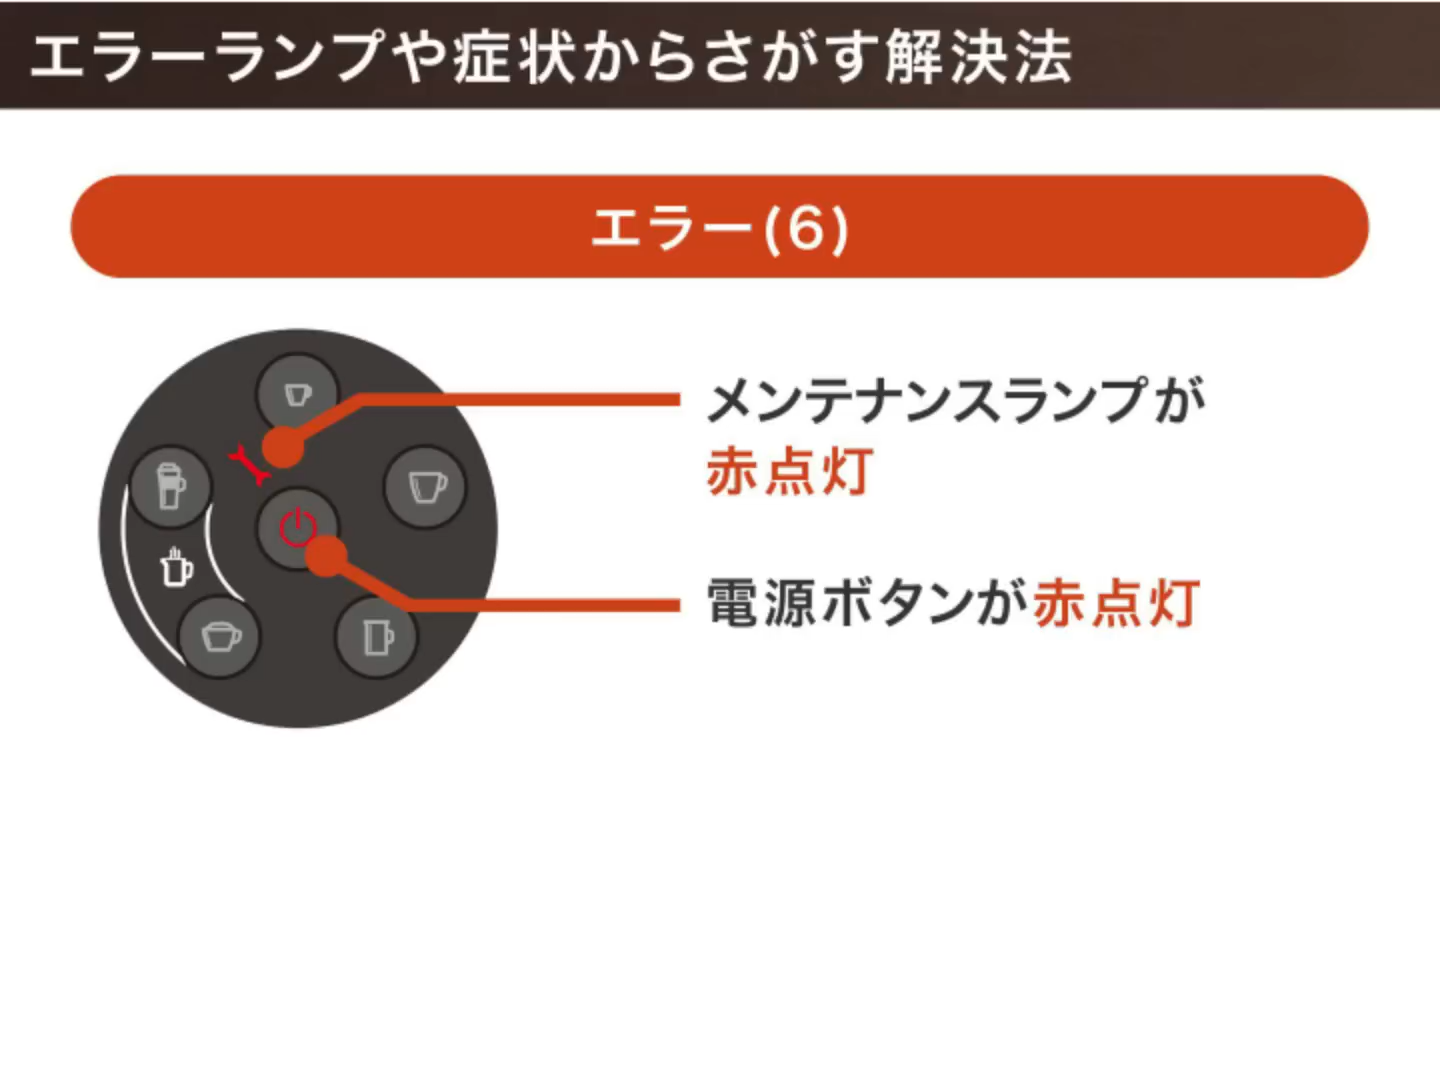 エラーランプや症状からさがす解決法
エラー(6)
メンテナンスランプが
赤点灯
電源ボタンが赤点灯